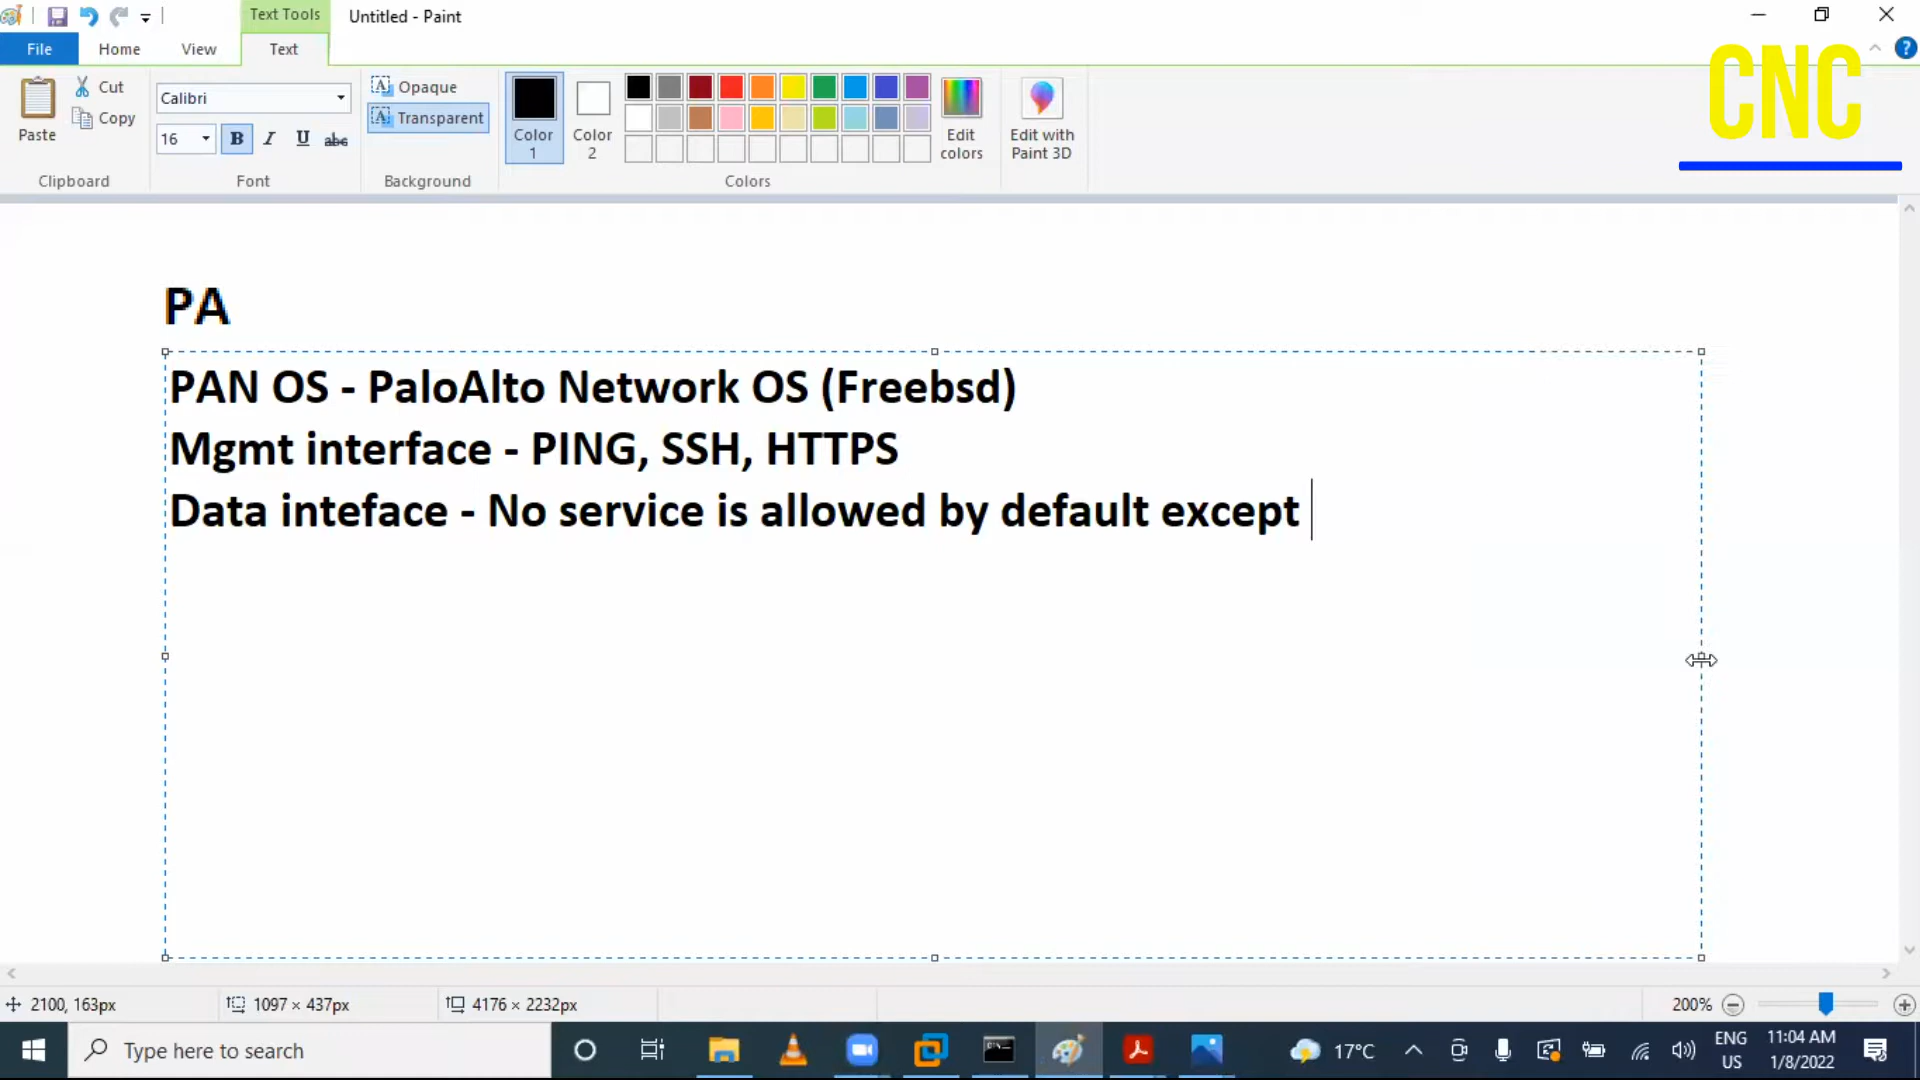 Text Tools
Untitled - Paint
File
Home
View
Text
CNC
Paste
Cut
Copy
Clipboard
Calibri
16
B
I
U
abc
Font
Opaque
Transparent
Background
Color
1
Color
2
Edit
colors
Colors
Edit with
Paint 3D
PA
PAN OS - PaloAlto Network OS (Freebsd)
Mgmt interface - PING, SSH, HTTPS
Data inteface - No service is allowed by default except
2100, 163px
1097 × 437px
4176 × 2232px
200%
Type here to search
17°C
ENG
US
11:04 AM
1/8/2022